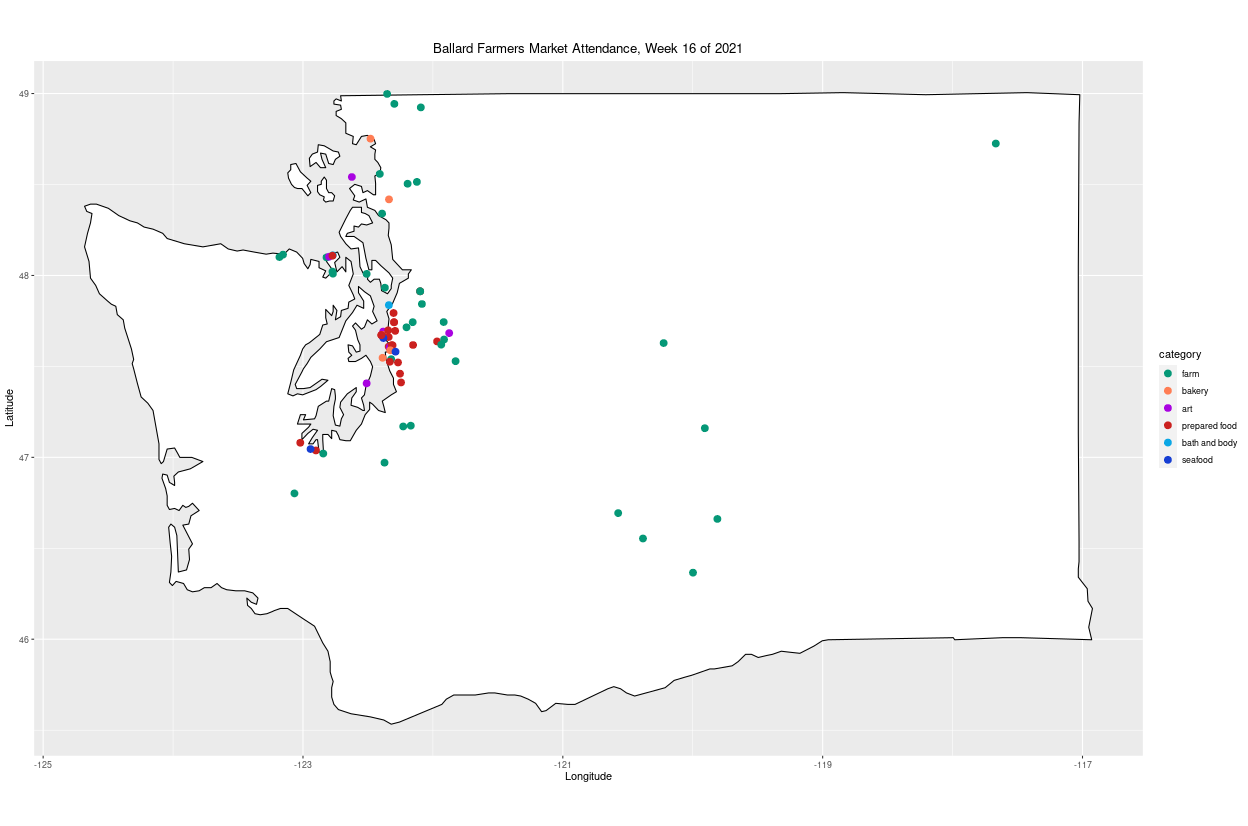 Ballard Farmers Market Attendance, Week 16 of 2021
49
48
47
46
Latitude
-125
-123
-121
-119
-117
Longitude
category
farm
bakery
art
prepared food
bath and body
seafood